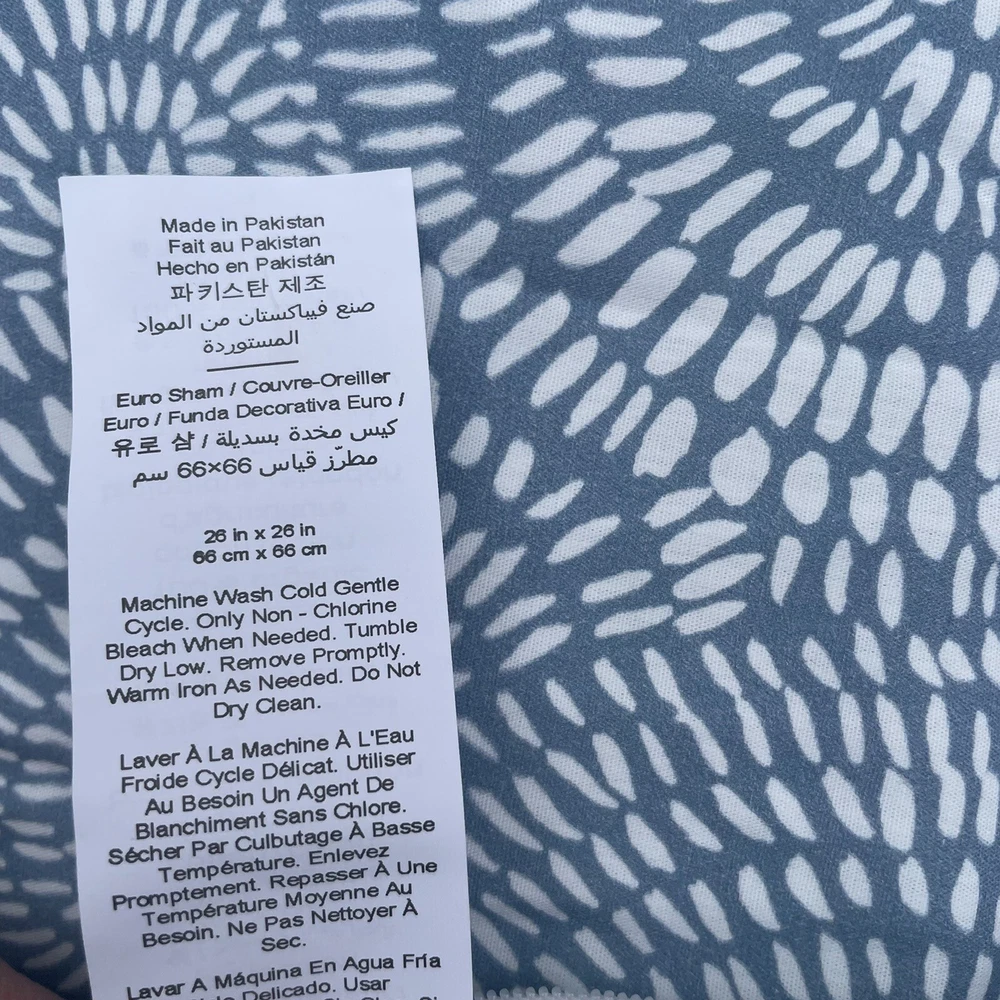 Made in Pakistan
Fait au Pakistan
Hecho en Pakistán
파키스탄 제조
صنع فيباكستان من المواد
المستوردة
Euro Sham / Couvre-Oreiller
Euro / Funda Decorativa Euro /
유로 샴 / كيس مخدة بسديلة
مطرّز قياس 66×66 سم
26 in x 26 in
66 cm x 66 cm
Machine Wash Cold Gentle
Cycle. Only Non - Chlorine
Bleach When Needed. Tumble
Dry Low. Remove Promptly.
Warm Iron As Needed. Do Not
Dry Clean.
Laver À La Machine À L'Eau
Froide Cycle Délicat. Utiliser
Au Besoin Un Agent De
Blanchiment Sans Chlore.
Sécher Par Culbutage À Basse
Température. Enlevez
Promptement. Repasser À Une
Température Moyenne Au
Besoin. Ne Pas Nettoyer À
Sec.
Lavar A Máquina En Agua Fría
Delicado. Usar